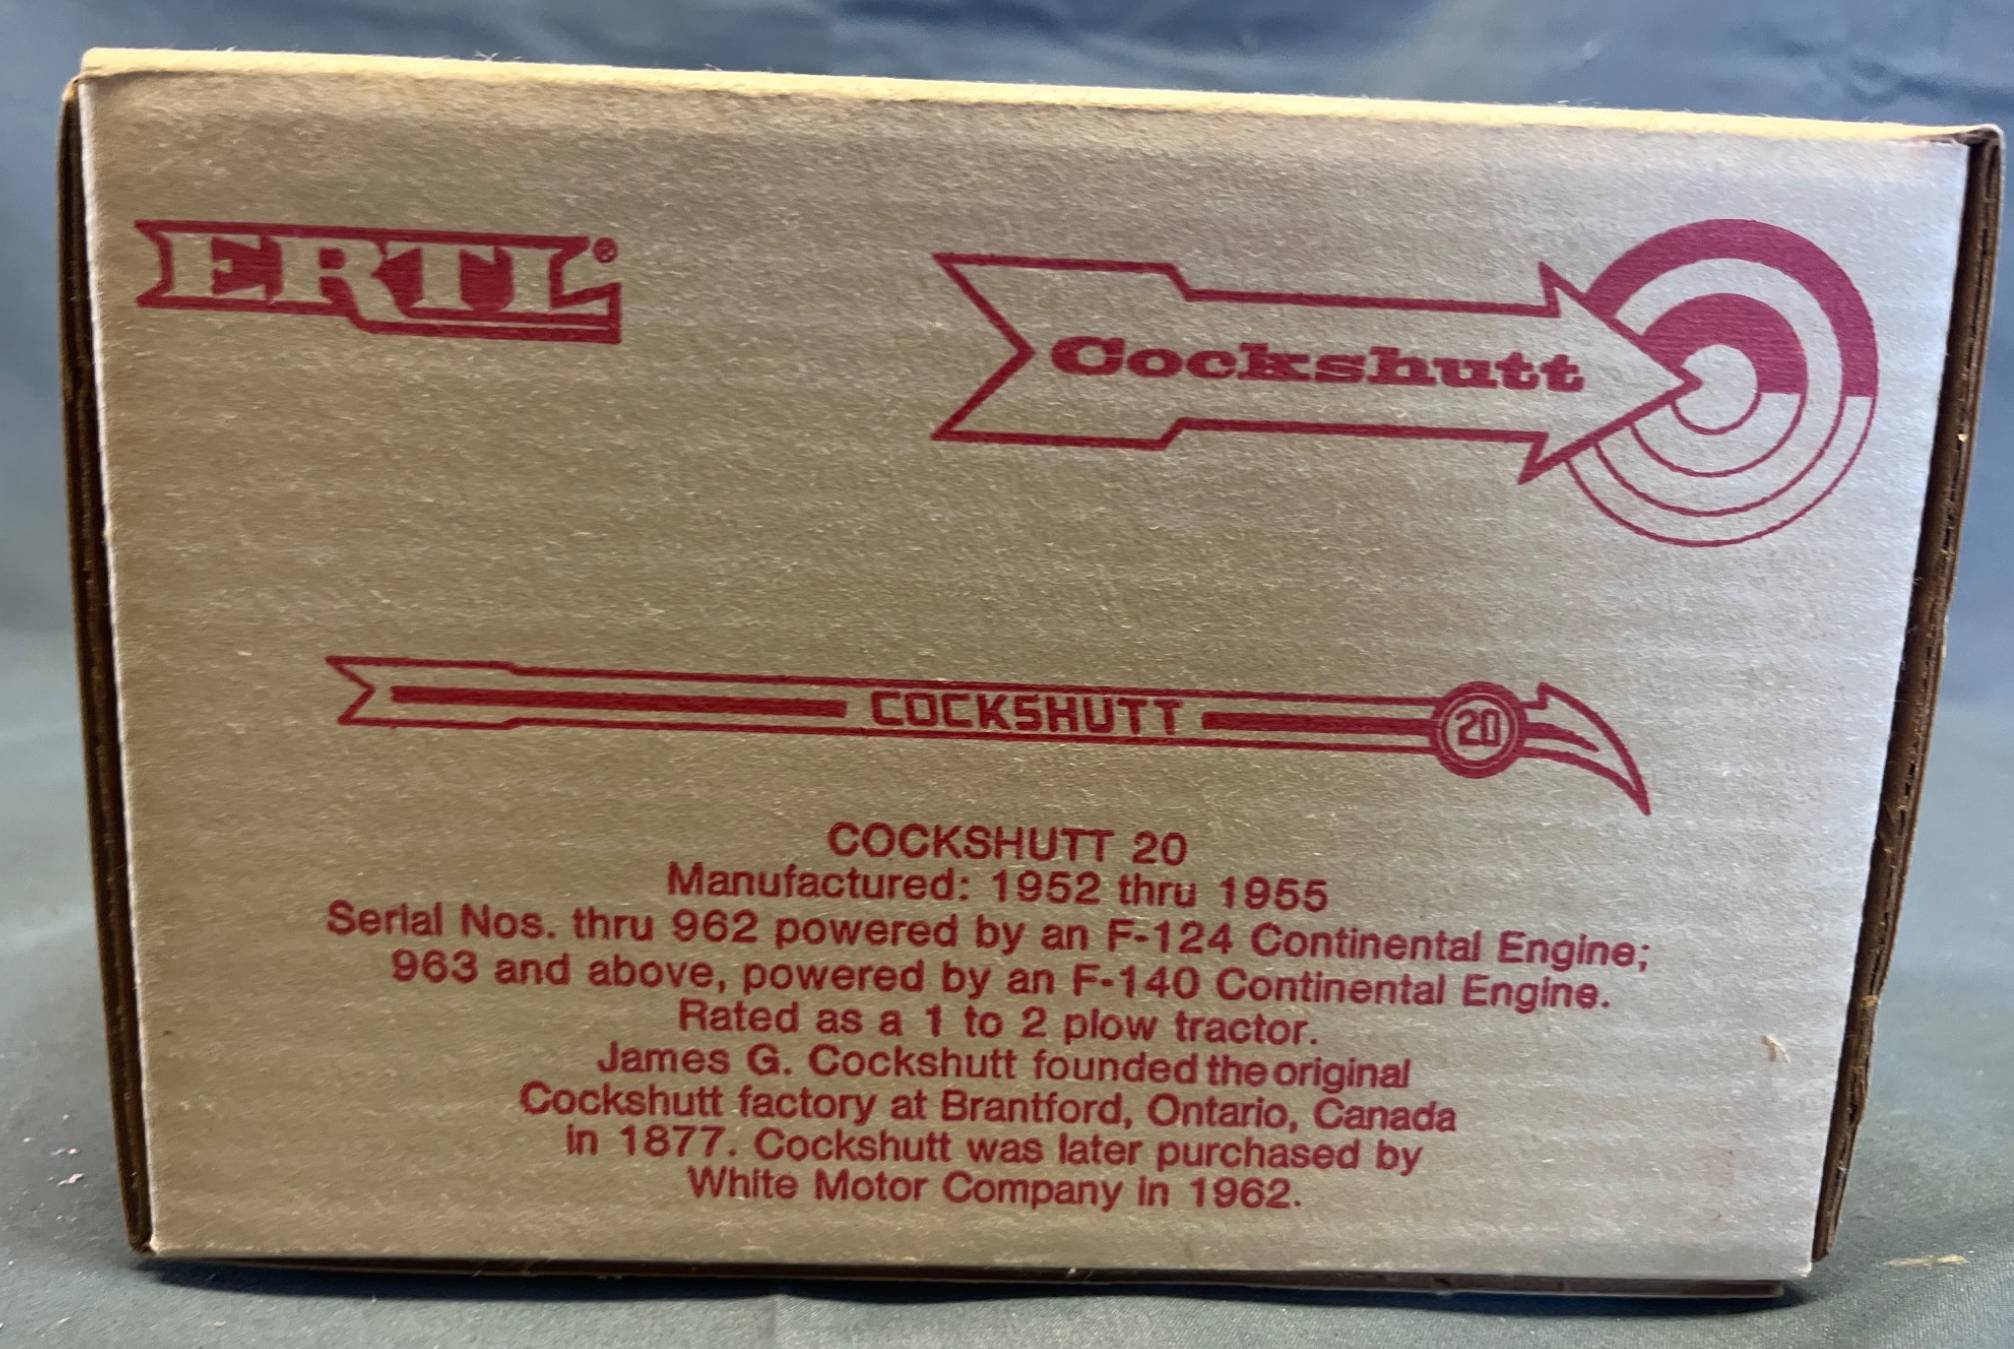 ERTL®
Cockshutt
COCKSHUTT 20
COCKSHUTT 20
Manufactured: 1952 thru 1955
Serial Nos. thru 962 powered by an F-124 Continental Engine;
963 and above, powered by an F-140 Continental Engine.
Rated as a 1 to 2 plow tractor.
James G. Cockshutt founded the original
Cockshutt factory at Brantford, Ontario, Canada
in 1877. Cockshutt was later purchased by
White Motor Company in 1962.